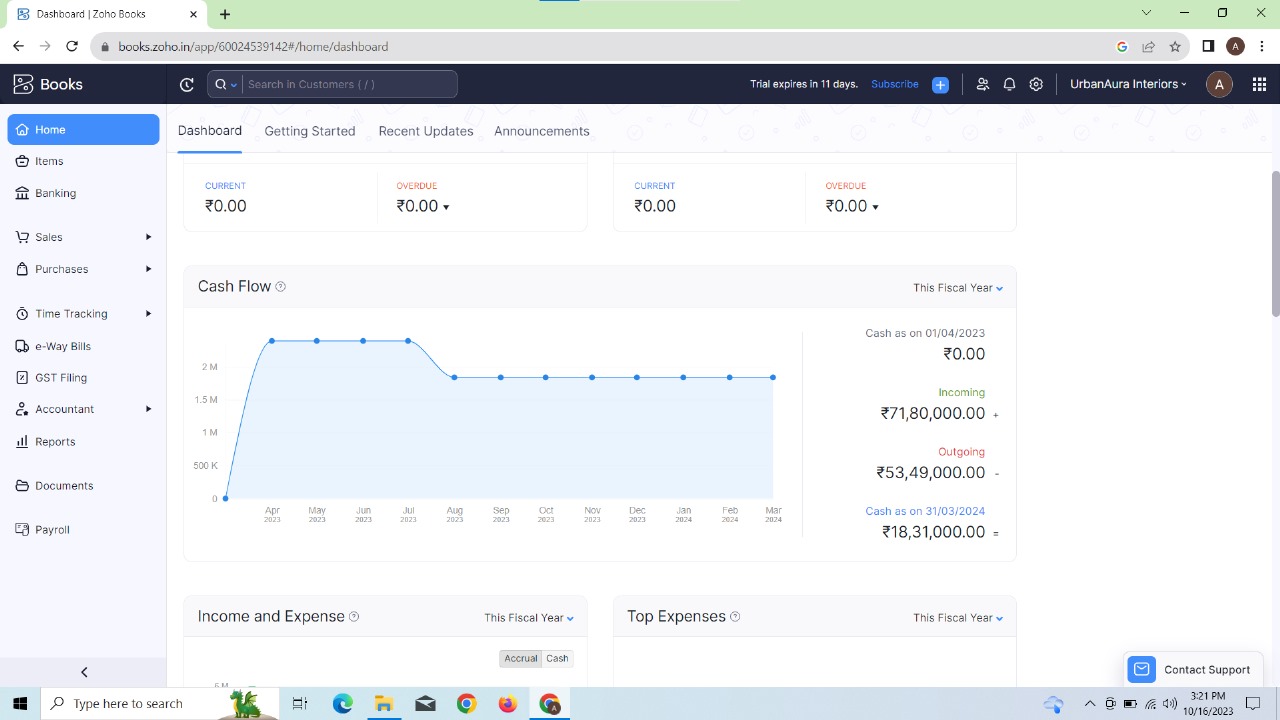 Dashboard | Zoho Books
books.zoho.in/app/60024539142#/home/dashboard
A
Books
Search in Customers ( / )
Trial expires in 11 days. Subscribe
UrbanAura Interiors
A
Home
Items
Banking
Sales
Purchases
Time Tracking
e-Way Bills
GST Filing
Accountant
Reports
Documents
Payroll
Dashboard Getting Started Recent Updates Announcements
CURRENT OVERDUE CURRENT OVERDUE
₹0.00 ₹0.00 ₹0.00 ₹0.00
Cash Flow This Fiscal Year
2 M
1.5 M
1 M
500 K
0
Apr May Jun Jul Aug Sep Oct Nov Dec Jan Feb Mar
2023 2023 2023 2023 2023 2023 2023 2023 2023 2024 2024 2024
Cash as on 01/04/2023
₹0.00
Incoming
₹71,80,000.00 +
Outgoing
₹53,49,000.00 -
Cash as on 31/03/2024
₹18,31,000.00 =
Income and Expense This Fiscal Year
Accrual Cash
Top Expenses This Fiscal Year
Contact Support
Type here to search
3:21 PM
10/16/2023